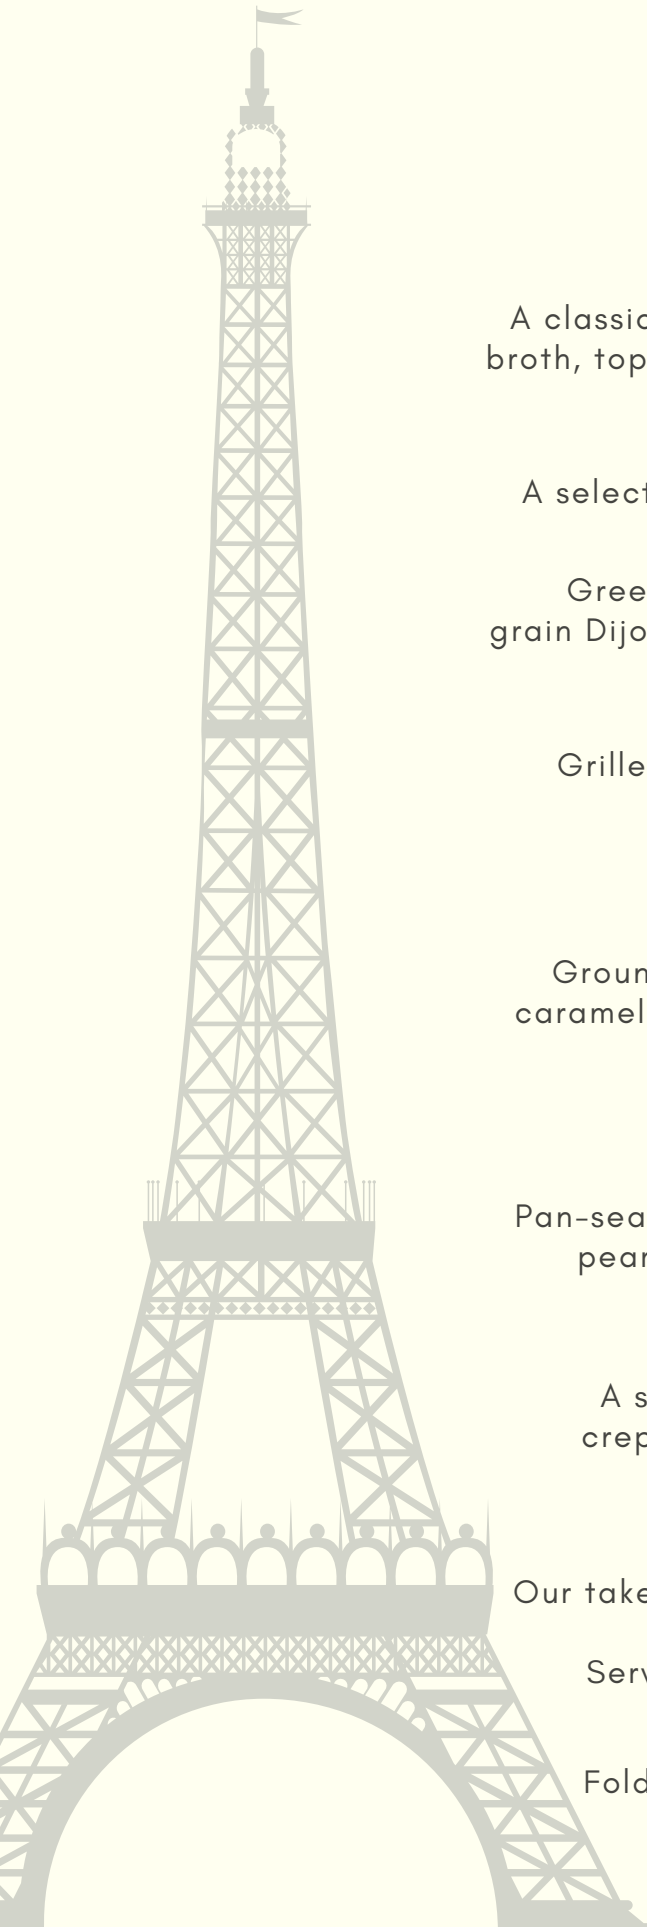 A classic
broth, top
A select
Gree
grain Dijo
Grille
Groun
caramel
Pan-sea
pear
A s
crep
Our take
Serv
Fold